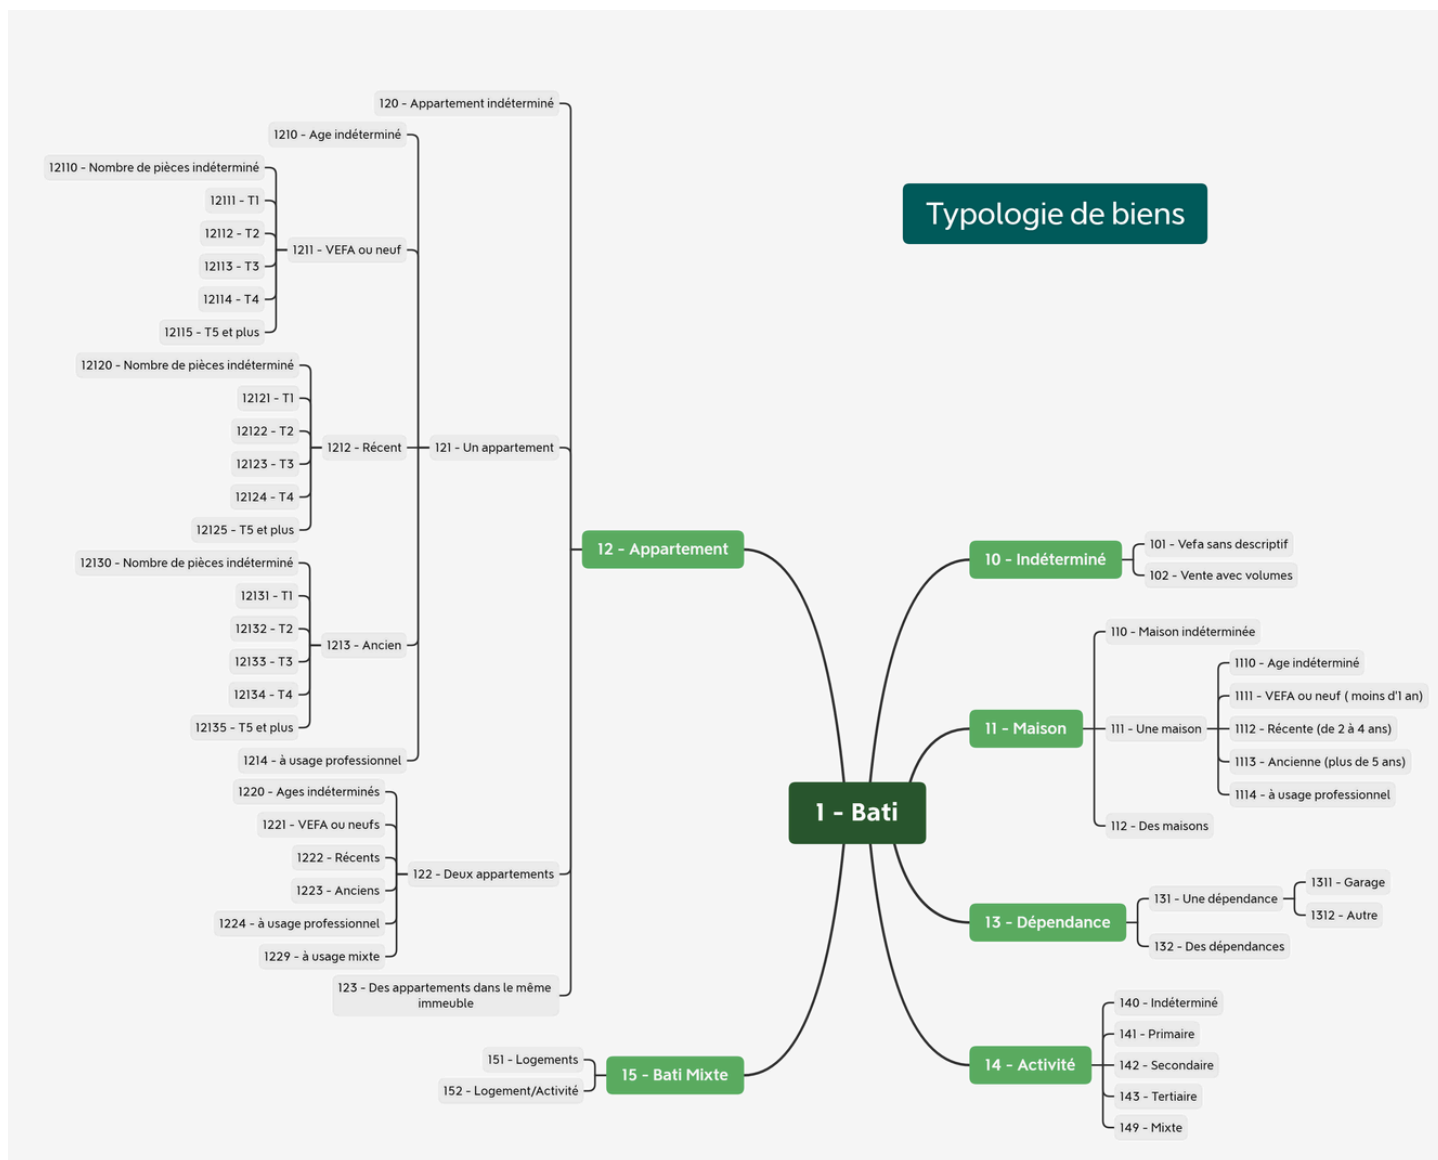 Typologie de biens
1 - Bati
12 - Appartement
120 - Appartement indéterminé
121 - Un appartement
1210 - Age indéterminé
1211 - VEFA ou neuf
12110 - Nombre de pièces indéterminé
12111 - T1
12112 - T2
12113 - T3
12114 - T4
12115 - T5 et plus
1212 - Récent
12120 - Nombre de pièces indéterminé
12121 - T1
12122 - T2
12123 - T3
12124 - T4
12125 - T5 et plus
1213 - Ancien
12130 - Nombre de pièces indéterminé
12131 - T1
12132 - T2
12133 - T3
12134 - T4
12135 - T5 et plus
1214 - à usage professionnel
122 - Deux appartements
1220 - Ages indéterminés
1221 - VEFA ou neufs
1222 - Récents
1223 - Anciens
1224 - à usage professionnel
1229 - à usage mixte
123 - Des appartements dans le même
immeuble
15 - Bati Mixte
151 - Logements
152 - Logement/Activité
10 - Indéterminé
101 - Vefa sans descriptif
102 - Vente avec volumes
11 - Maison
110 - Maison indéterminée
111 - Une maison
1110 - Age indéterminé
1111 - VEFA ou neuf ( moins d'1 an)
1112 - Récente (de 2 à 4 ans)
1113 - Ancienne (plus de 5 ans)
1114 - à usage professionnel
112 - Des maisons
13 - Dépendance
131 - Une dépendance
1311 - Garage
1312 - Autre
132 - Des dépendances
14 - Activité
140 - Indéterminé
141 - Primaire
142 - Secondaire
143 - Tertiaire
149 - Mixte